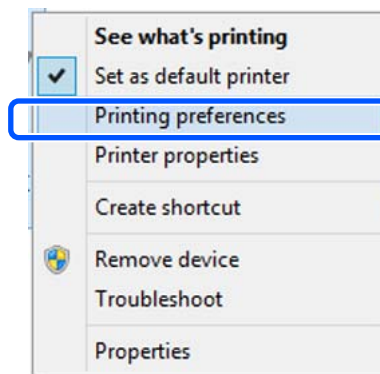 See what's printing
Set as default printer
Printing preferences
Printer properties
Create shortcut
Remove device
Troubleshoot
Properties